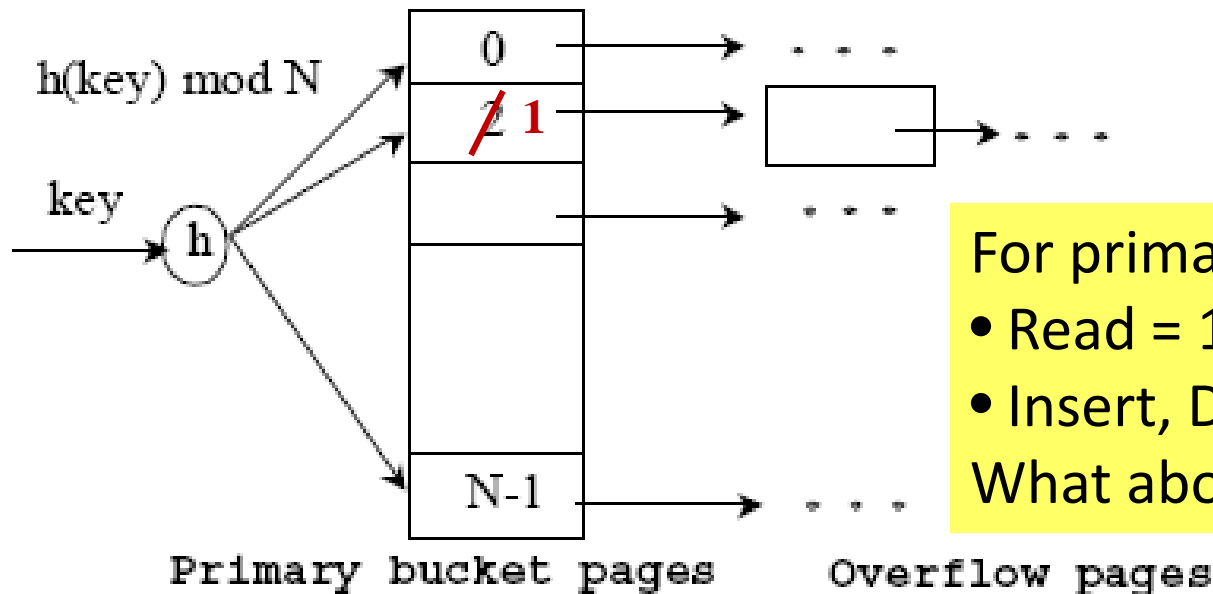 h(key) mod N
key
h
0
2 1
N-1
For prima
• Read = 1
• Insert, D
What abo
Primary bucket pages
Overflow pages